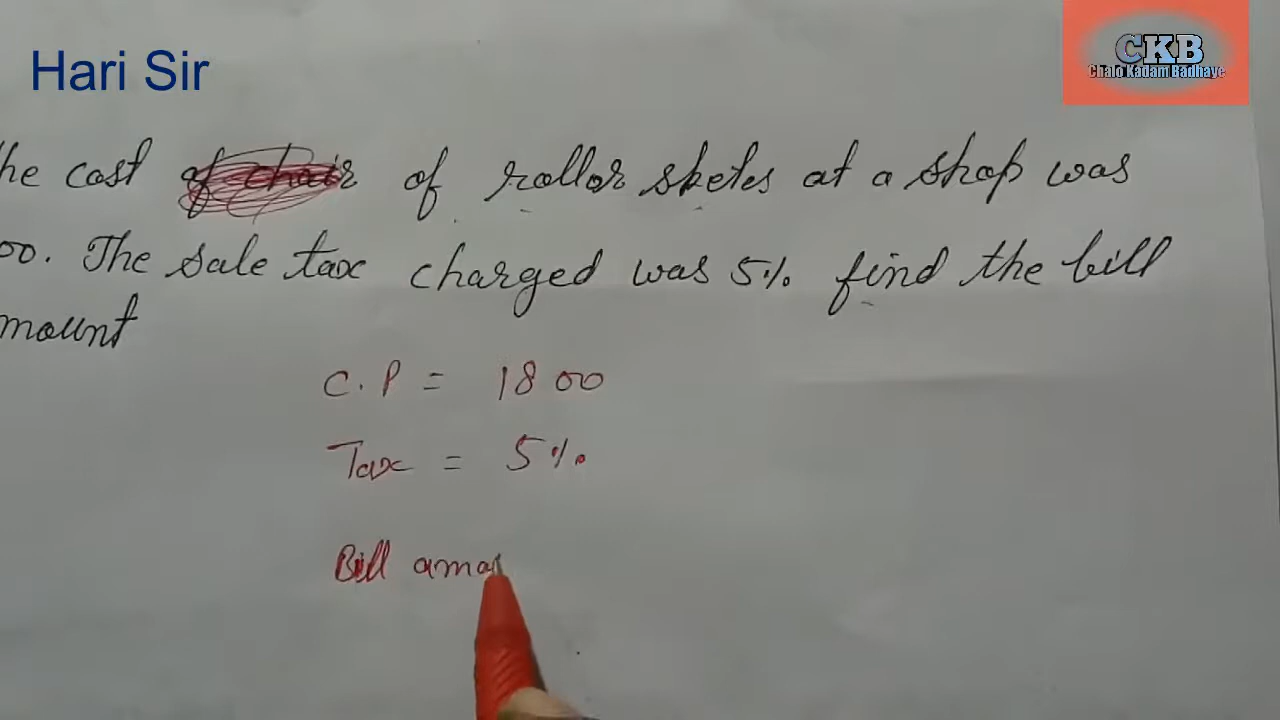 Hari Sir
CKB
Chalo Kadam Badhaye
he cost of roller sketes at a shop was
00. The sale tax charged was 5% find the bill
mount
C.P = 1800
Tax = 5%
Bill amo